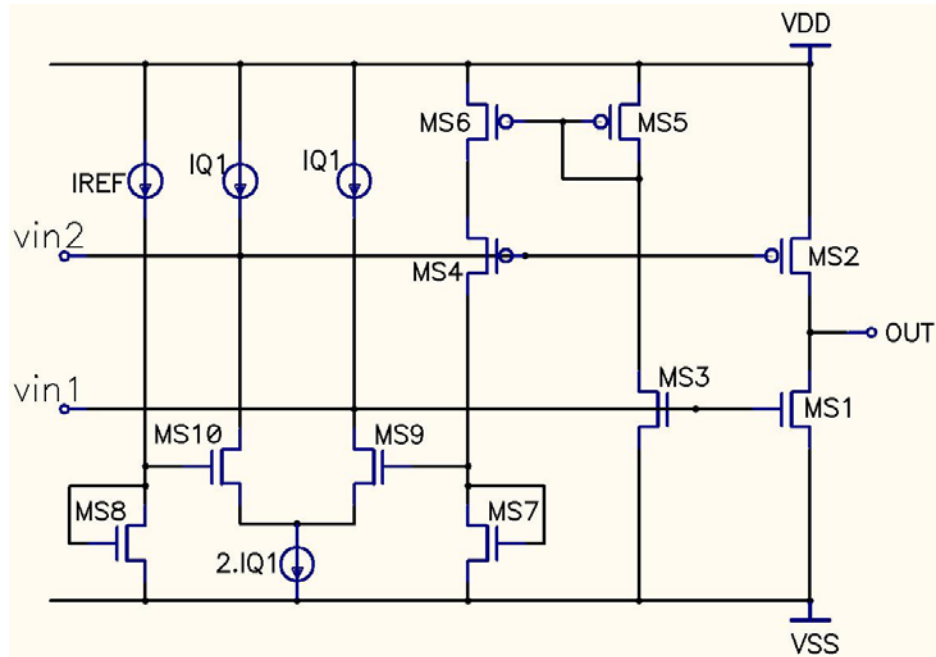 VDD
MS6
MS5
IREF
IQ1
IQ1
vin2
MS4
MS2
OUT
vin1
MS3
MS1
MS10
MS9
MS8
MS7
2.IQ1
VSS